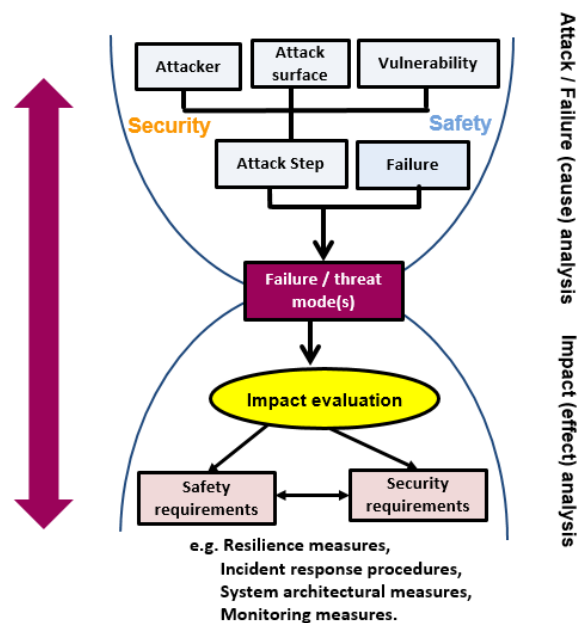 Attacker
Attack
surface
Vulnerability
Security
Safety
Attack Step
Failure
Failure / threat
mode(s)
Impact evaluation
Safety
requirements
Security
requirements
e.g. Resilience measures,
Incident response procedures,
System architectural measures,
Monitoring measures.
Attack / Failure (cause) analysis
Impact (effect) analysis